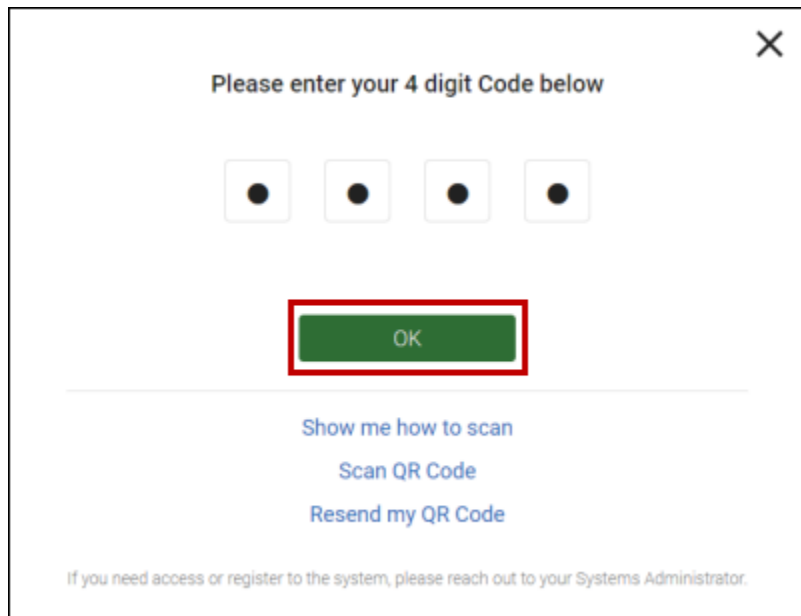 Please enter your 4 digit Code below
OK
Show me how to scan
Scan QR Code
Resend my QR Code
If you need access or register to the system, please reach out to your Systems Administrator.